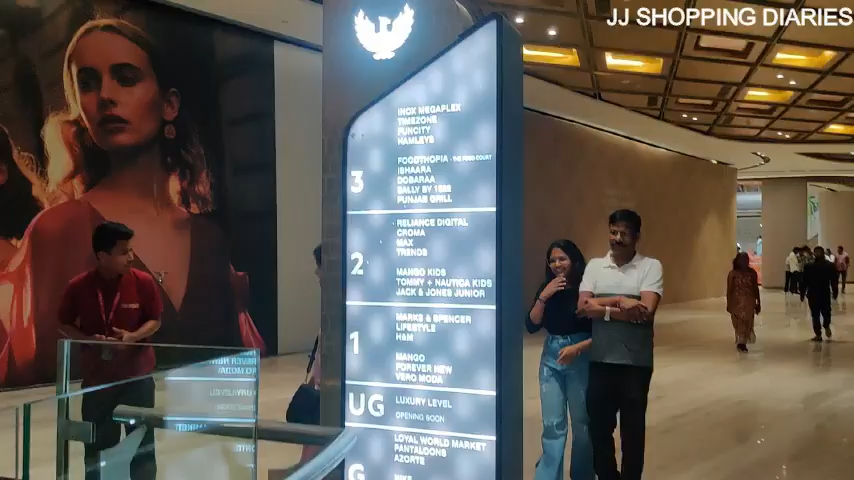 JJ SHOPPING DIARIES
INOX MEGAPLEX
TIMEZONE
FUNCITY
HAMLEYS
3
FOODTHOPIA - THE FOOD COURT
ISHAARA
DOBARAA
BALLY BY 1522
PUNJAB GRILL
2
RELIANCE DIGITAL
CROMA
MAX
TRENDS
MANGO KIDS
TOMMY + NAUTICA KIDS
JACK & JONES JUNIOR
1
MARKS & SPENCER
LIFESTYLE
H&M
MANGO
FOREVER NEW
VERO MODA
UG
LUXURY LEVEL
OPENING SOON
G
LOYAL WORLD MARKET
PANTALOONS
AZORTE
NIKE